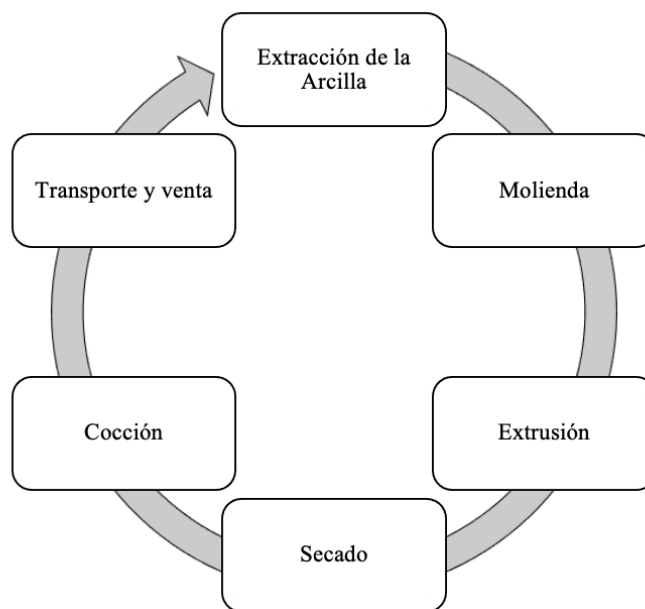 Extracción de la
Arcilla
Molienda
Extrusión
Secado
Cocción
Transporte y venta